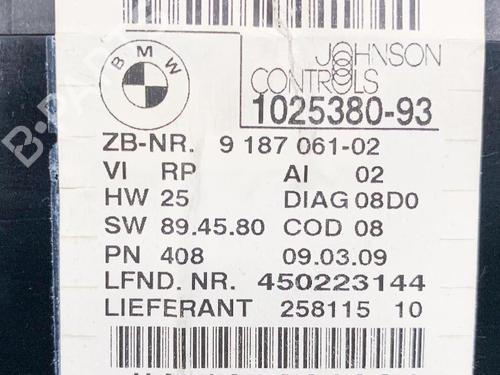 BMW
JOHNSON
CONTROLS
1025380-93
ZB-NR. 9 187 061-02
VI RP AI 02
HW 25 DIAG 08D0
SW 89.45.80 COD 08
PN 408 09.03.09
LFND. NR. 450223144
LIEFERANT 258115 10